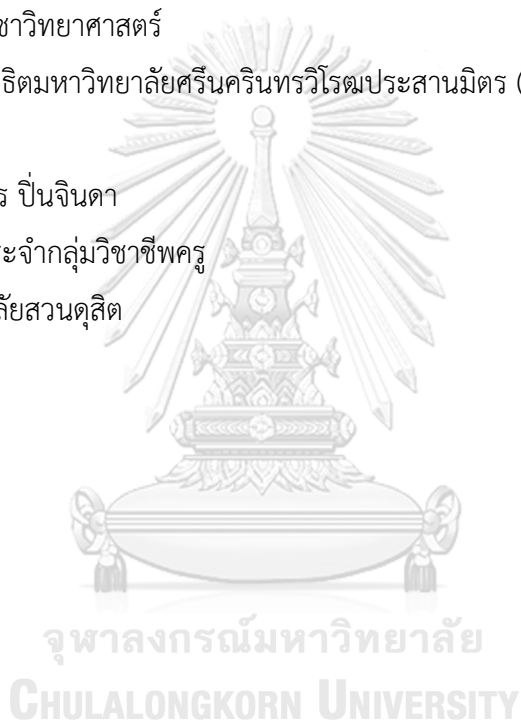 ชาวิทยาศาสตร์
ธิตมหาวิทยาลัยศรีนครินทรวิโรฒประสานมิตร (
ร ปิ่นจินดา
ระจำกลุ่มวิชาชีพครู
ลัยสวนดุสิต
จุฬาลงกรณ์มหาวิทยาลัย
CHULALONGKORN UNIVERSITY